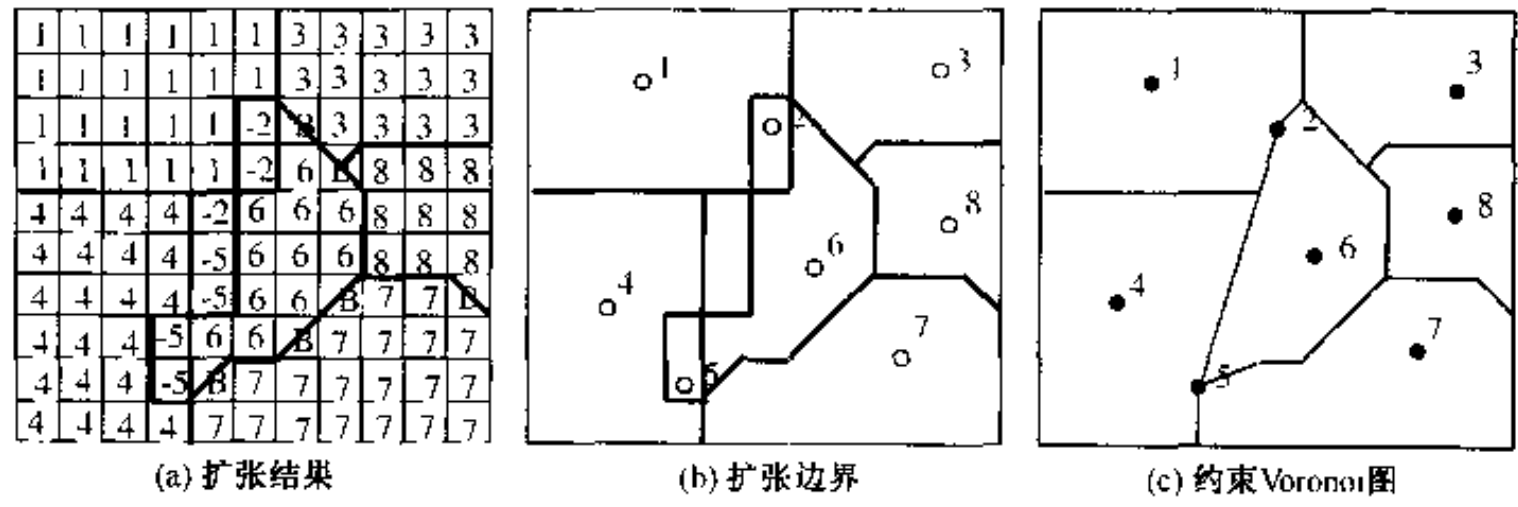 1 1 1 1 1 1 3 3 3 3 3
1 1 1 1 1 1 3 3 3 3 3
1 1 1 1 1 -2 B 3 3 3 3
1 1 1 1 1 -2 6 B 8 8 8
4 4 4 4 -2 6 6 6 8 8 8
4 4 4 4 -5 6 6 6 8 8 8
4 4 4 4 -5 6 6 B 7 7 B
4 4 4 -5 6 6 B 7 7 7 7
4 4 4 -5 B 7 7 7 7 7 7
4 4 4 4 7 7 7 7 7 7 7
(a) 扩张结果
1
3
2
8
6
4
7
5
(b) 扩张边界
1
3
2
8
6
4
7
5
(c) 约束Voronoi图